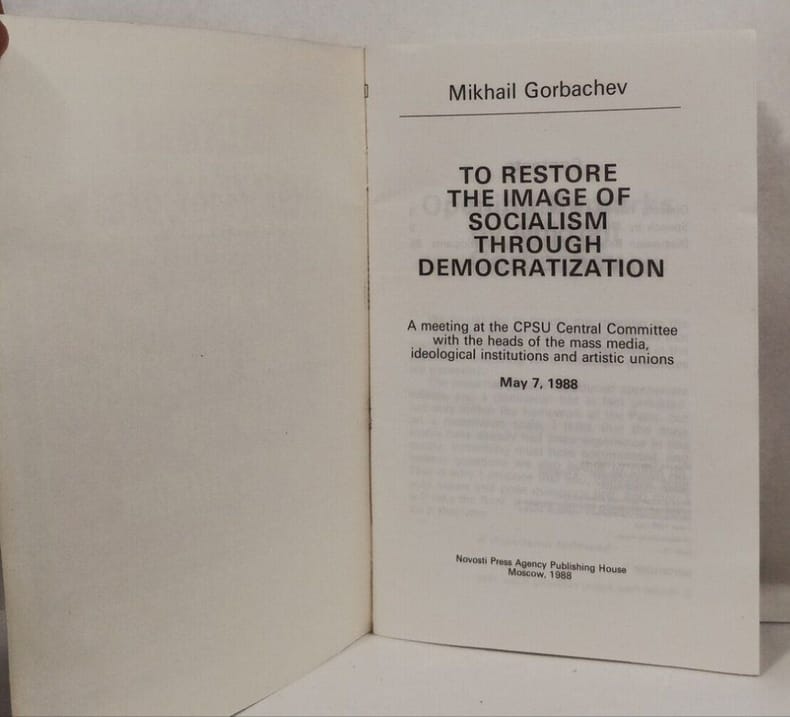 Mikhail Gorbachev
TO RESTORE
THE IMAGE OF
SOCIALISM
THROUGH
DEMOCRATIZATION
A meeting at the CPSU Central Committee
with the heads of the mass media,
ideological institutions and artistic unions
May 7, 1988
Novosti Press Agency Publishing House
Moscow, 1988